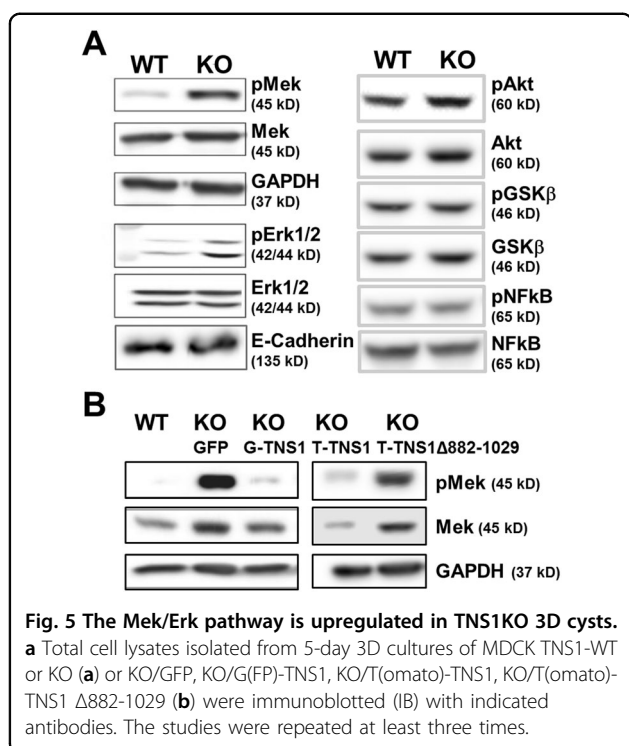 A
WT KO
pMek
(45 kD)
Mek
(45 kD)
GAPDH
(37 kD)
pErk1/2
(42/44 kD)
Erk1/2
(42/44 kD)
E-Cadherin
(135 kD)
WT KO
pAkt
(60 kD)
Akt
(60 kD)
pGSKβ
(46 kD)
GSKβ
(46 kD)
pNFkB
(65 kD)
NFkB
(65 kD)
B
WT KO KO KO KO
GFP G-TNS1 T-TNS1 T-TNS1Δ882-1029
pMek (45 kD)
Mek (45 kD)
GAPDH (37 kD)
Fig. 5 The Mek/Erk pathway is upregulated in TNS1KO 3D cysts.
a Total cell lysates isolated from 5-day 3D cultures of MDCK TNS1-WT
or KO (a) or KO/GFP, KO/G(FP)-TNS1, KO/T(omato)-TNS1, KO/T(omato)-
TNS1 Δ882-1029 (b) were immunoblotted (IB) with indicated
antibodies. The studies were repeated at least three times.